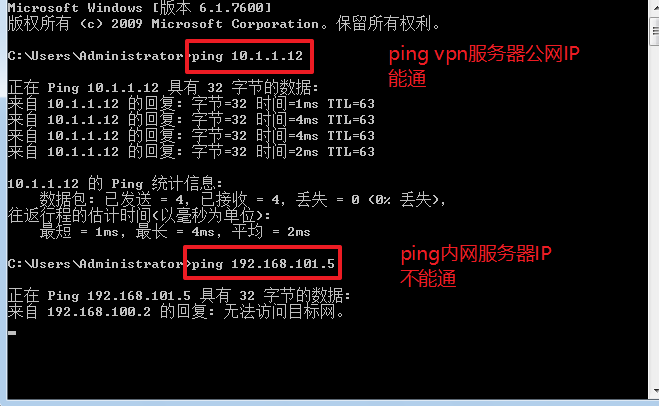 Microsoft Windows [版本 6.1.7600]
版权所有 (c) 2009 Microsoft Corporation。保留所有权利。
C:\Users\Administrator>ping 10.1.1.12
ping vpn服务器公网IP
能通
正在 Ping 10.1.1.12 具有 32 字节的数据:
来自 10.1.1.12 的回复: 字节=32 时间=1ms TTL=63
来自 10.1.1.12 的回复: 字节=32 时间=4ms TTL=63
来自 10.1.1.12 的回复: 字节=32 时间=4ms TTL=63
来自 10.1.1.12 的回复: 字节=32 时间=2ms TTL=63
10.1.1.12 的 Ping 统计信息:
数据包: 已发送 = 4，已接收 = 4，丢失 = 0 (0% 丢失)，
往返行程的估计时间(以毫秒为单位):
最短 = 1ms，最长 = 4ms，平均 = 2ms
C:\Users\Administrator>ping 192.168.101.5
ping内网服务器IP
不能通
正在 Ping 192.168.101.5 具有 32 字节的数据:
来自 192.168.100.2 的回复: 无法访问目标网。